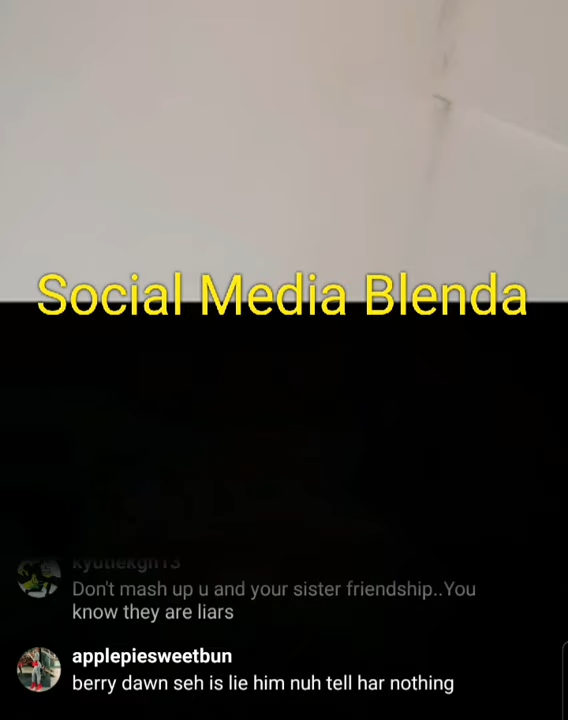 Social Media Blenda
kyutiekgn13
Don't mash up u and your sister friendship..You
know they are liars
applepiesweetbun
berry dawn seh is lie him nuh tell har nothing